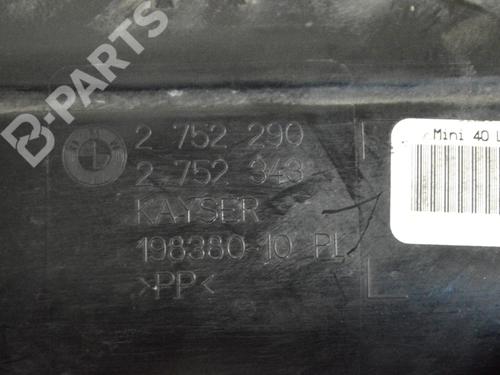 B-PARTS
2 752 290
2 752 343
KAYSER
198380-10 PL
>PP<
L
Mini 40 L